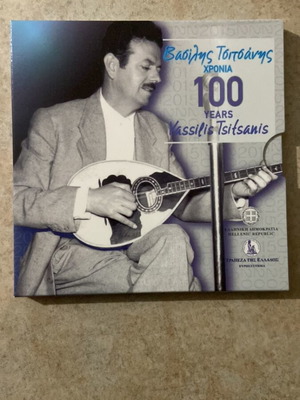 Βασίλης Τσιτσάνης
ΧΡΟΝΙΑ
100
YEARS
Vassilis Tsitsanis
ΕΛΛΗΝΙΚΗ ΔΗΜΟΚΡΑΤΙΑ
HELLENIC REPUBLIC
ΤΡΑΠΕΖΑ ΤΗΣ ΕΛΛΑΔΟΣ